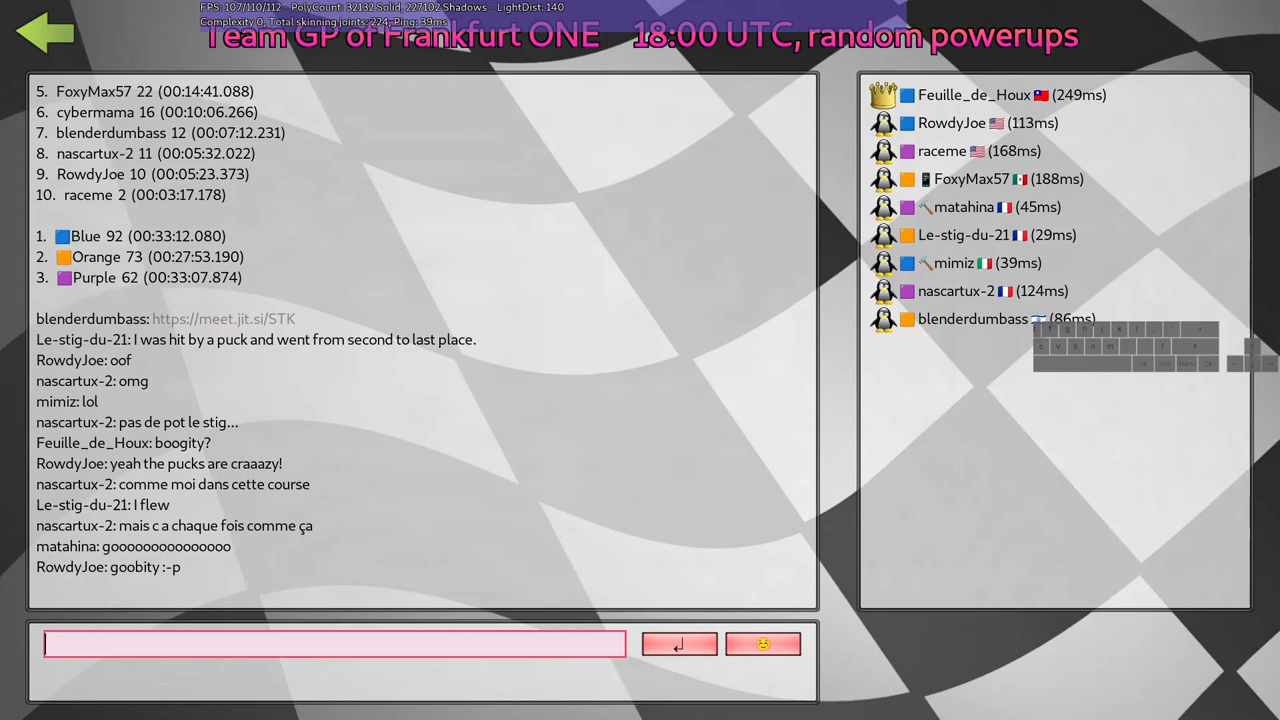 FPS: 107/110/112 - PolyCount: 32132 Solid, 227102 Shadows - LightDist: 140
Complexity 0, Total skinning joints: 224, Ping: 39ms
Team GP of Frankfurt ONE 18:00 UTC, random powerups
5. FoxyMax57 22 (00:14:41.088)
6. cybermama 16 (00:10:06.266)
7. blenderdumbass 12 (00:07:12.231)
8. nascartux-2 11 (00:05:32.022)
9. RowdyJoe 10 (00:05:23.373)
10. raceme 2 (00:03:17.178)
1. Blue 92 (00:33:12.080)
2. Orange 73 (00:27:53.190)
3. Purple 62 (00:33:07.874)
blenderdumbass: https://meet.jit.si/STK
Le-stig-du-21: I was hit by a puck and went from second to last place.
RowdyJoe: oof
nascartux-2: omg
mimiz: lol
nascartux-2: pas de pot le stig...
Feuille_de_Houx: boogity?
RowdyJoe: yeah the pucks are craaazy!
nascartux-2: comme moi dans cette course
Le-stig-du-21: I flew
nascartux-2: mais c a chaque fois comme ça
matahina: gooooooooooooooo
RowdyJoe: goobity :-p
Feuille_de_Houx (249ms)
RowdyJoe (113ms)
raceme (168ms)
FoxyMax57 (188ms)
matahina (45ms)
Le-stig-du-21 (29ms)
mimiz (39ms)
nascartux-2 (124ms)
blenderdumbass (86ms)